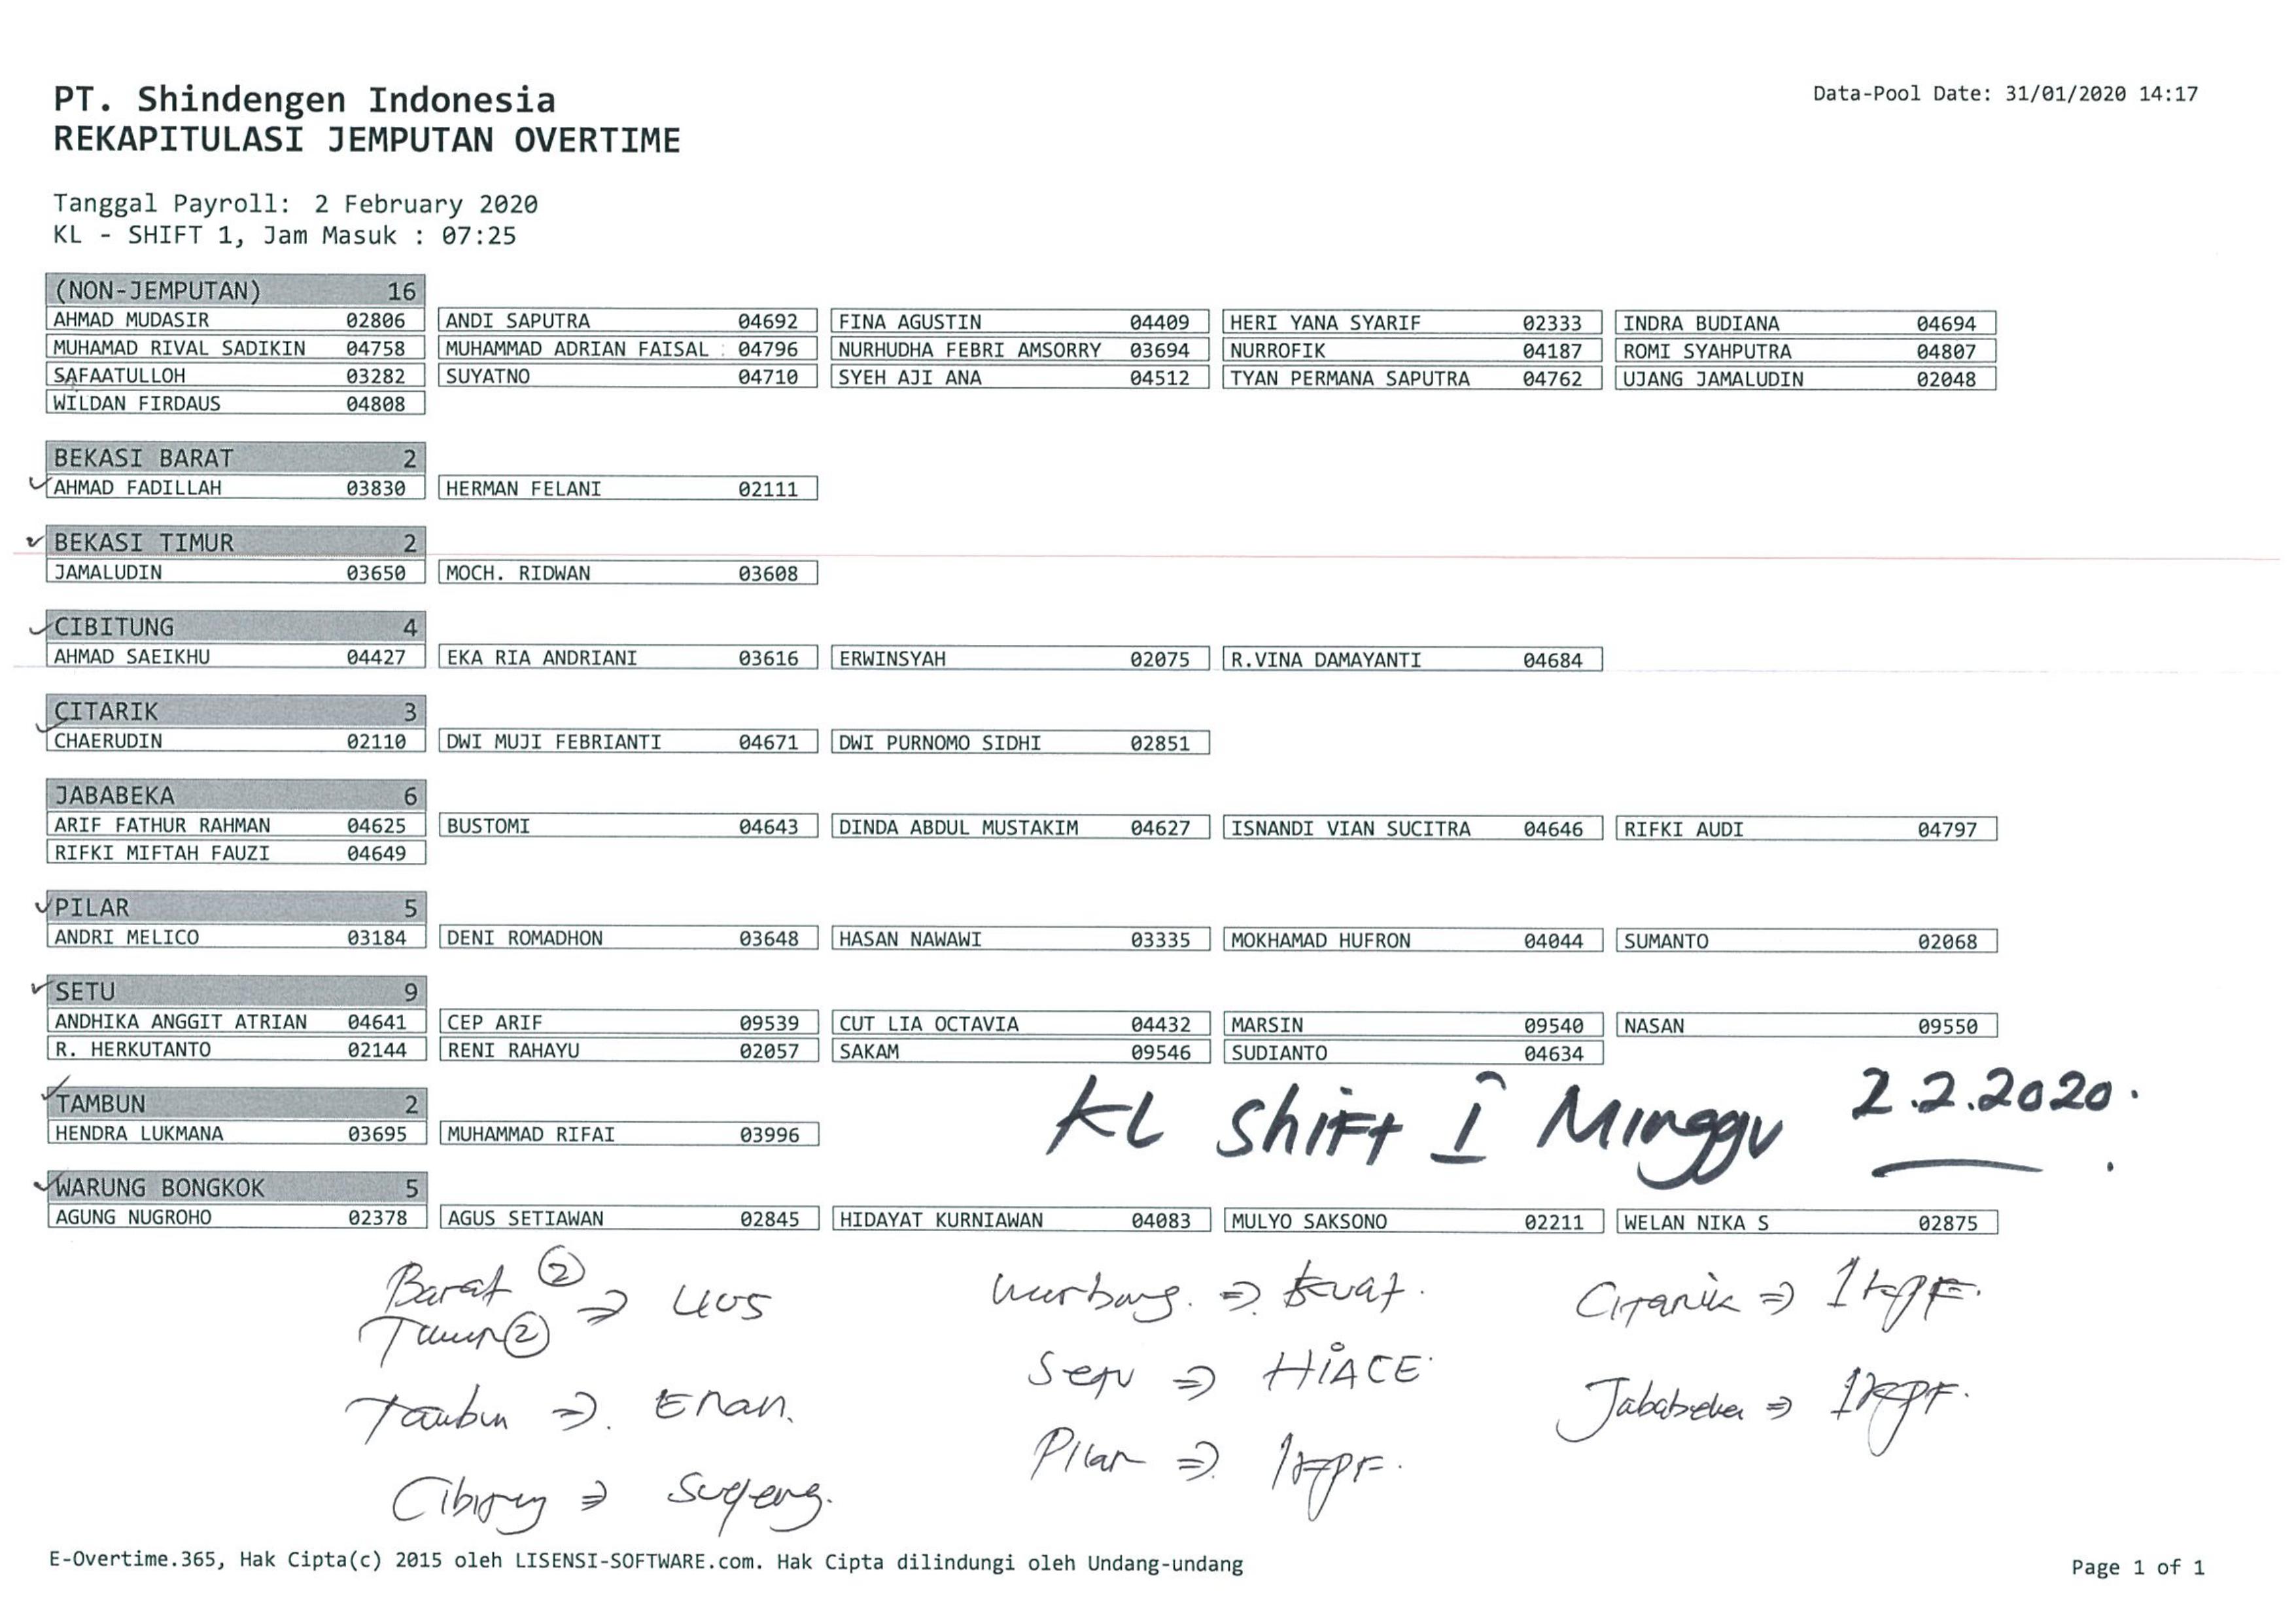 PT. Shindengen Indonesia
Data-Pool Date: 31/01/2020 14:17
REKAPITULASI JEMPUTAN OVERTIME
Tanggal Payroll: 2 February 2020
KL - SHIFT 1, Jam Masuk : 07:25
(NON-JEMPUTAN) 16
AHMAD MUDASIR 02806 ANDI SAPUTRA 04692 FINA AGUSTIN 04409 HERI YANA SYARIF 02333 INDRA BUDIANA 04694
MUHAMAD RIVAL SADIKIN 04758 MUHAMMAD ADRIAN FAISAL 04796 NURHUDHA FEBRI AMSORRY 03694 NURROFIK 04187 ROMI SYAHPUTRA 04807
SAFAATULLOH 03282 SUYATNO 04710 SYEH AJI ANA 04512 TYAN PERMANA SAPUTRA 04762 UJANG JAMALUDIN 02048
WILDAN FIRDAUS 04808
BEKASI BARAT 2
AHMAD FADILLAH 03830 HERMAN FELANI 02111
BEKASI TIMUR 2
JAMALUDIN 03650 MOCH. RIDWAN 03608
CIBITUNG 4
AHMAD SAEIKHU 04427 EKA RIA ANDRIANI 03616 ERWINSYAH 02075 R.VINA DAMAYANTI 04684
CITARIK 3
CHAERUDIN 02110 DWI MUJI FEBRIANTI 04671 DWI PURNOMO SIDHI 02851
JABABEKA 6
ARIF FATHUR RAHMAN 04625 BUSTOMI 04643 DINDA ABDUL MUSTAKIM 04627 ISNANDI VIAN SUCITRA 04646 RIFKI AUDI 04797
RIFKI MIFTAH FAUZI 04649
PILAR 5
ANDRI MELICO 03184 DENI ROMADHON 03648 HASAN NAWAWI 03335 MOKHAMAD HUFRON 04044 SUMANTO 02068
SETU 9
ANDHIKA ANGGIT ATRIAN 04641 CEP ARIF 09539 CUT LIA OCTAVIA 04432 MARSIN 09540 NASAN 09550
R. HERKUTANTO 02144 RENI RAHAYU 02057 SAKAM 09546 SUDIANTO 04634
TAMBUN 2
HENDRA LUKMANA 03695 MUHAMMAD RIFAI 03996
KL Shift I Minggu 2.2.2020.
WARUNG BONGKOK 5
AGUNG NUGROHO 02378 AGUS SETIAWAN 02845 HIDAYAT KURNIAWAN 04083 MULYO SAKSONO 02211 WELAN NIKA S 02875
Barat ② ⇒
Timur ②
Tambun ⇒ Enan.
Cibitung ⇒ Sugeng.
⇒ Kuat.
Setu ⇒ HiACE
Pilar ⇒
Citarik ⇒
Jababeka ⇒
E-Overtime.365, Hak Cipta(c) 2015 oleh LISENSI-SOFTWARE.com. Hak Cipta dilindungi oleh Undang-undang
Page 1 of 1